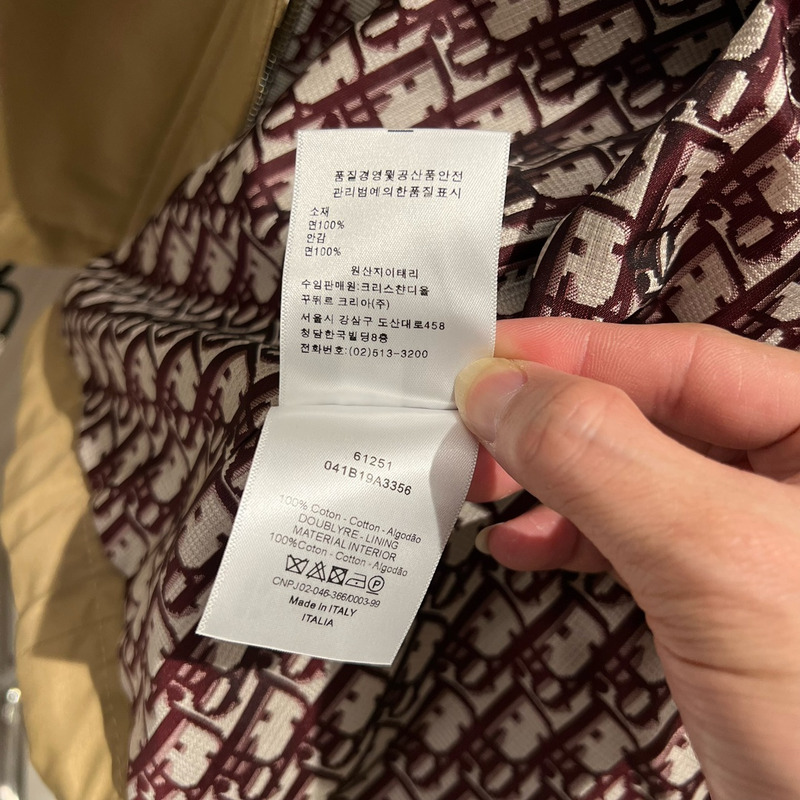 품질경영및공산품안전
관리법예의한품질표시
소재
면100%
안감
면100%
원산지이태리
수입판매원:크리스챤디올
꾸뛰르 크리아(주)
서울시 강심구 도산대로458
청담한국빌딩8층
전화번호:(02)513-3200
61251
041B19A3356
100% Coton - Cotton - Algodão
DOUBLYRE - LINING
MATERIAL INTERIOR
100%Coton - Cotton - Algodão
CNPJ 02-046-366/0003-99
Made in ITALY
ITALIA